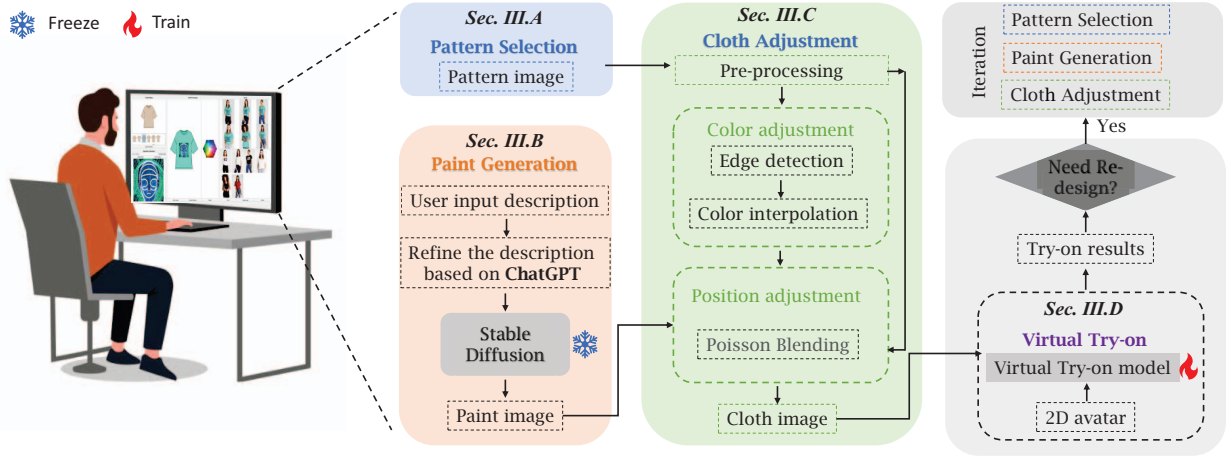 Freeze
Train
Sec. III.A
Pattern Selection
Pattern image
Sec. III.B
Paint Generation
User input description
Refine the description
based on ChatGPT
Stable
Diffusion
Paint image
Sec. III.C
Cloth Adjustment
Pre-processing
Color adjustment
Edge detection
Color interpolation
Position adjustment
Poisson Blending
Cloth image
Iteration
Pattern Selection
Paint Generation
Cloth Adjustment
Yes
Need Re-
design?
Try-on results
Sec. III.D
Virtual Try-on
Virtual Try-on model
2D avatar